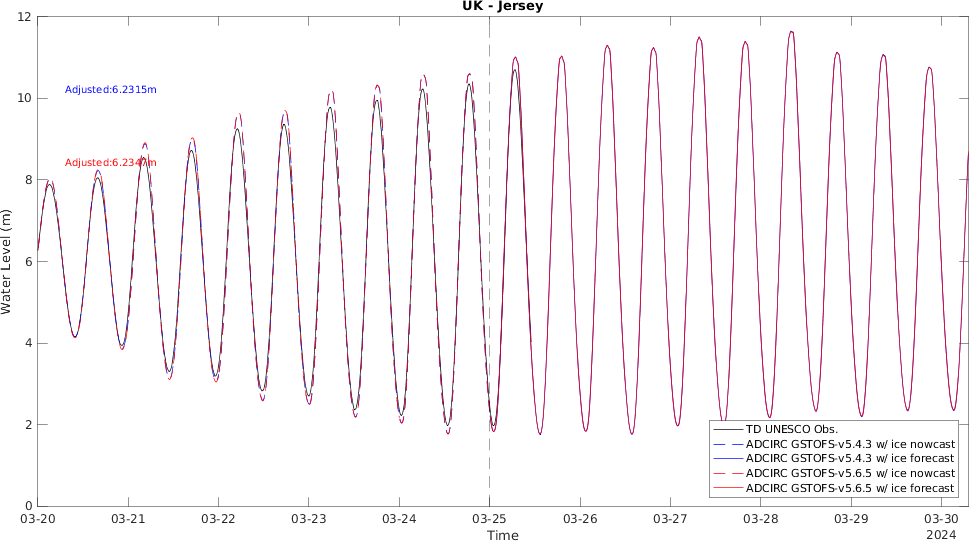 UK - Jersey
12
10
8
6
4
2
0
Water Level (m)
Adjusted:6.2315m
Adjusted:6.2347m
03-20
03-21
03-22
03-23
03-24
03-25
03-26
03-27
03-28
03-29
03-30
2024
Time
TD UNESCO Obs.
ADCIRC GSTOFS-v5.4.3 w/ ice nowcast
ADCIRC GSTOFS-v5.4.3 w/ ice forecast
ADCIRC GSTOFS-v5.6.5 w/ ice nowcast
ADCIRC GSTOFS-v5.6.5 w/ ice forecast